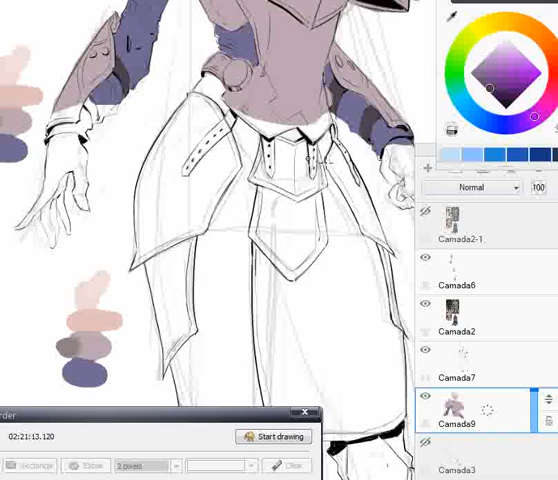 Normal
100
Camada2-1
Camada6
Camada2
Camada7
Camada9
Camada3
order
02:21:13.120
Start drawing
Rectangle
Ellipse
2 pixels
Clear